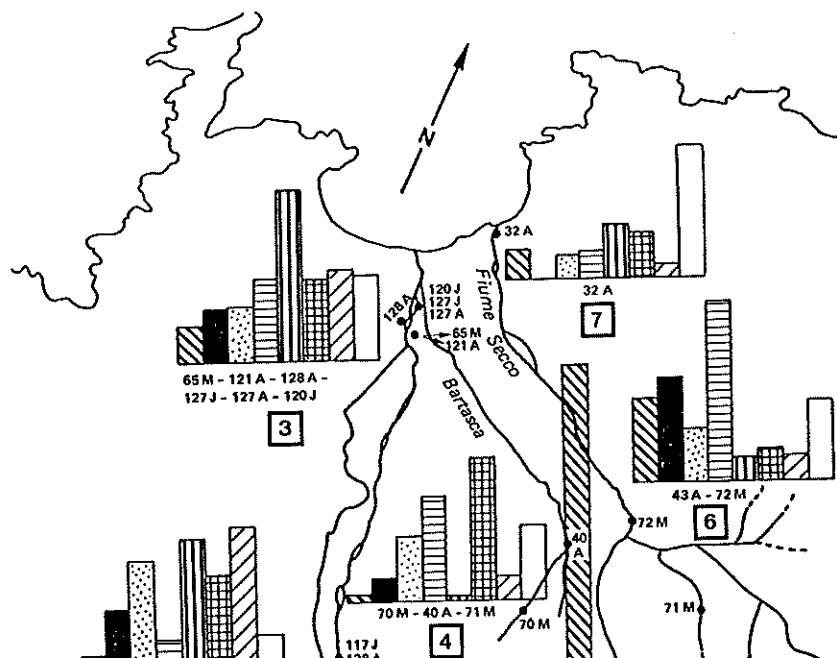 N
32 A
Fiume
Secco
32 A
7
120 J
127 J
127 A
128 A
65 M
121 A
Bartasca
65 M – 121 A – 128 A –
127 J – 127 A – 120 J
3
43 A – 72 M
6
72 M
40
A
71 M
70 M – 40 A – 71 M
4
70 M
117 J